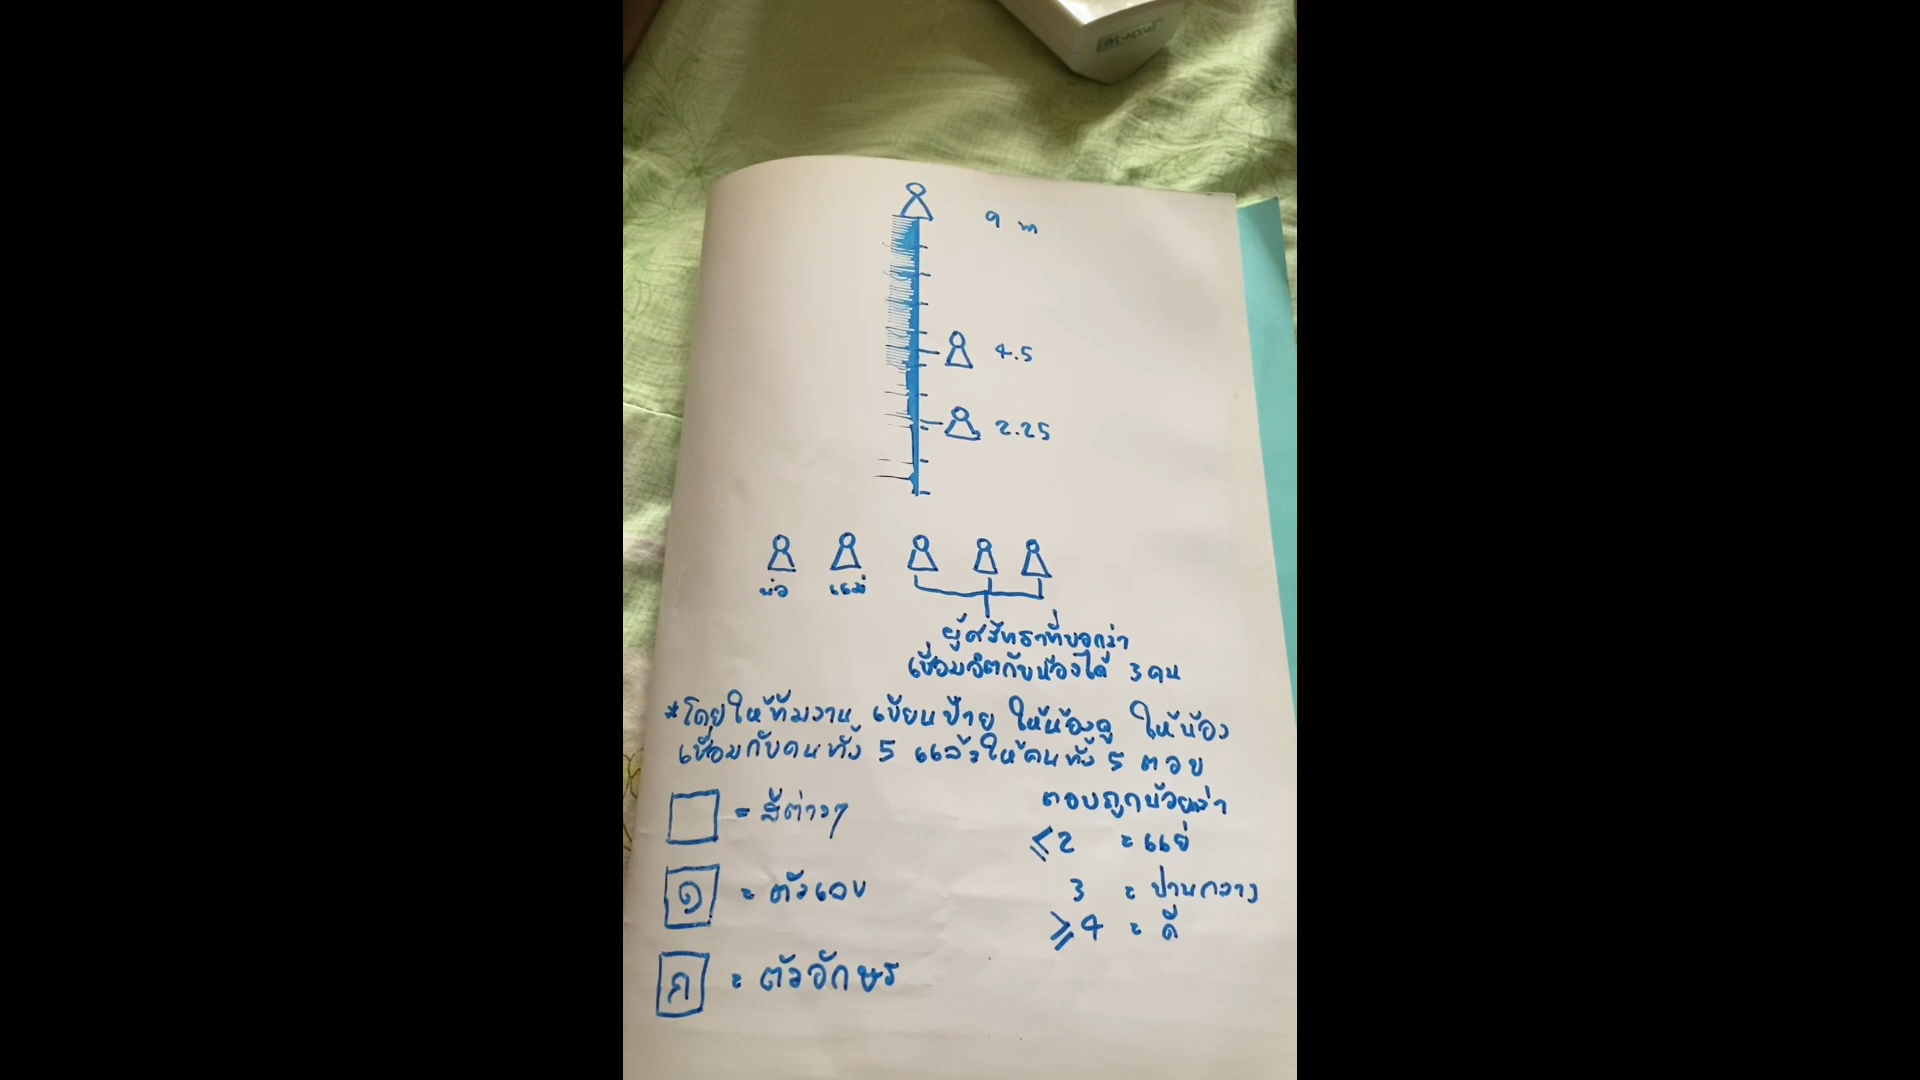 9 m
4.5
2.25
พ่อ แม่
ผู้ศรัทธาที่บอกว่า
เชื่อมจิตกับน้องได้ 3 คน
*โดยให้ทีมงาน เขียนป้าย ให้น้องดู ให้น้อง
เชื่อมกับคนทั้ง 5 แล้วให้คนทั้ง 5 ตอบ
= สีต่างๆ
ตอบถูกน้อยกว่า
≤2 = แย่
๑ = ตัวเลข
3 = ปานกลาง
≥4 = ดี
ก = ตัวอักษร